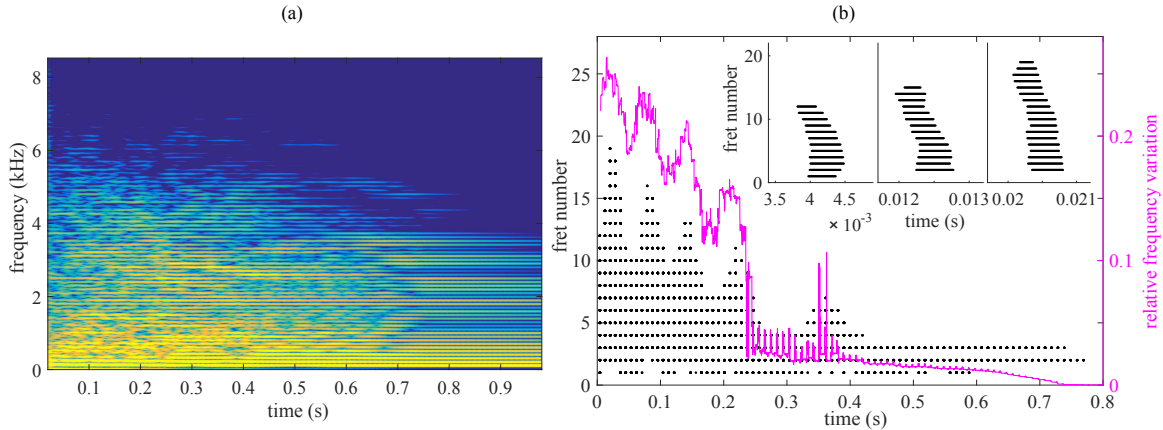 (a)
8
6
4
2
0
frequency (kHz)
0.1 0.2 0.3 0.4 0.5 0.6 0.7 0.8 0.9
time (s)
(b)
25
20
15
10
5
0
fret number
0 0.1 0.2 0.3 0.4 0.5 0.6 0.7 0.8
time (s)
0.2
0.1
0
relative frequency variation
20
10
0
fret number
3.5 4 4.5 0.012 0.013 0.02 0.021
× 10⁻³
time (s)